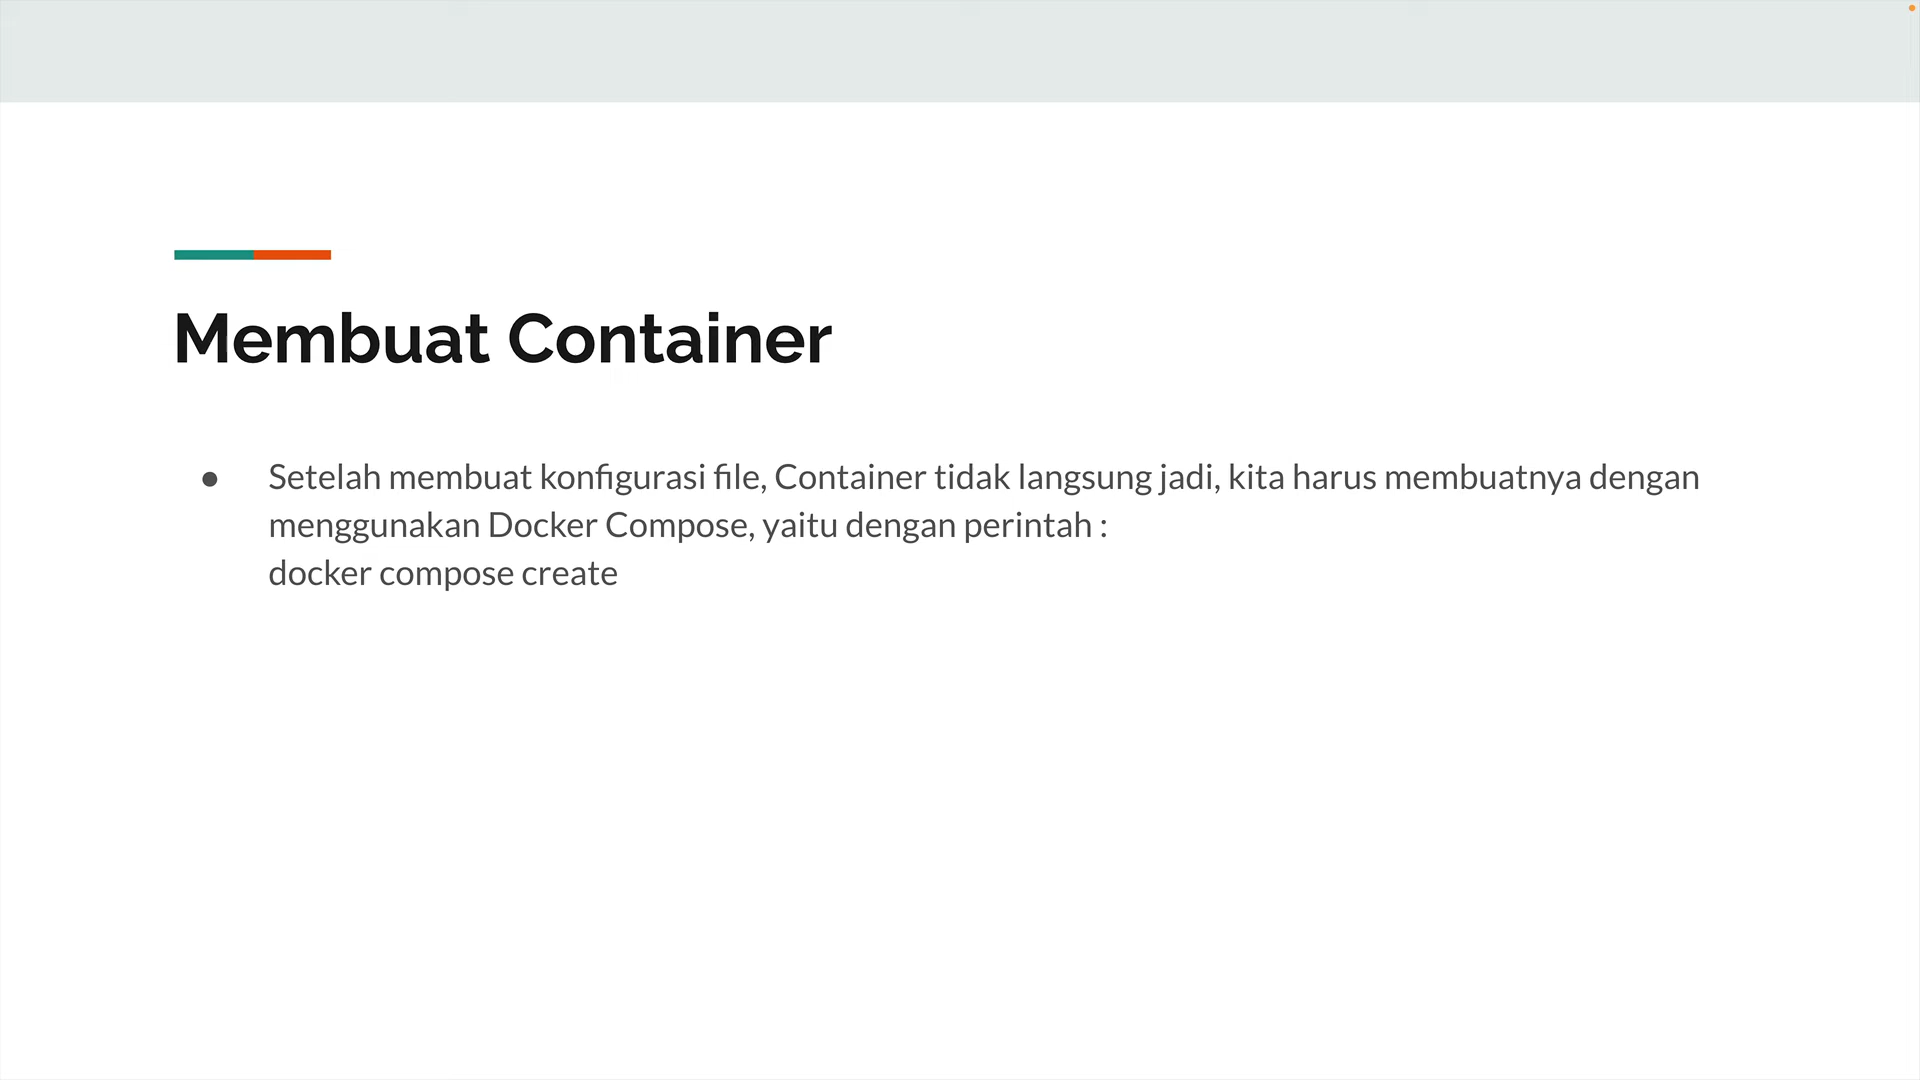 Membuat Container
● Setelah membuat konfigurasi file, Container tidak langsung jadi, kita harus membuatnya dengan
menggunakan Docker Compose, yaitu dengan perintah :
docker compose create